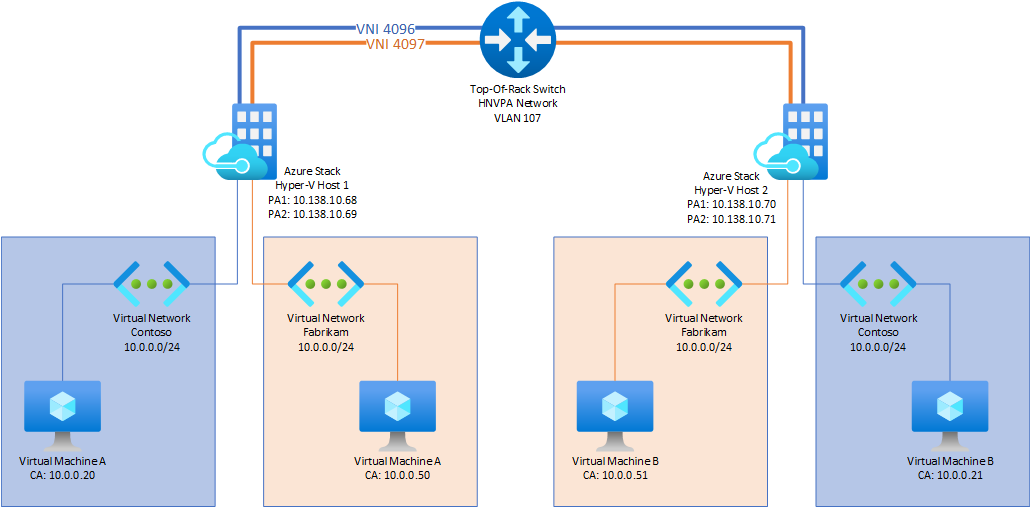 VNI 4096
VNI 4097
Top-Of-Rack Switch
HNVPA Network
VLAN 107
Azure Stack
Hyper-V Host 1
PA1: 10.138.10.68
PA2: 10.138.10.69
Azure Stack
Hyper-V Host 2
PA1: 10.138.10.70
PA2: 10.138.10.71
Virtual Network
Contoso
10.0.0.0/24
Virtual Network
Fabrikam
10.0.0.0/24
Virtual Network
Fabrikam
10.0.0.0/24
Virtual Network
Contoso
10.0.0.0/24
Virtual Machine A
CA: 10.0.0.20
Virtual Machine A
CA: 10.0.0.50
Virtual Machine B
CA: 10.0.0.51
Virtual Machine B
CA: 10.0.0.21